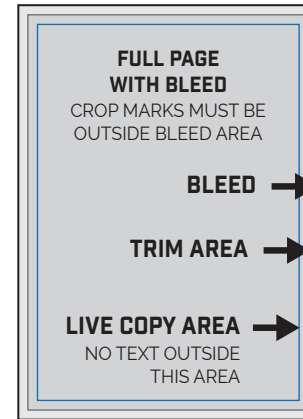 FULL PAGE
WITH BLEED
CROP MARKS MUST BE
OUTSIDE BLEED AREA
BLEED
TRIM AREA
LIVE COPY AREA
NO TEXT OUTSIDE
THIS AREA